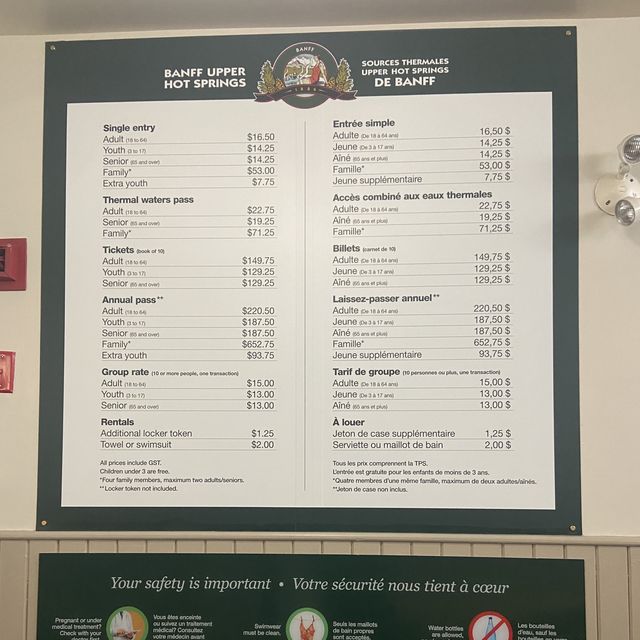 BANFF UPPER
HOT SPRINGS
BANFF
1886
SOURCES THERMALES
UPPER HOT SPRINGS
DE BANFF
Single entry
Adult (18 to 64) $16.50
Youth (3 to 17) $14.25
Senior (65 and over) $14.25
Family* $53.00
Extra youth $7.75
Thermal waters pass
Adult (18 to 64) $22.75
Senior (65 and over) $19.25
Family* $71.25
Tickets (book of 10)
Adult (18 to 64) $149.75
Youth (3 to 17) $129.25
Senior (65 and over) $129.25
Annual pass**
Adult (18 to 64) $220.50
Youth (3 to 17) $187.50
Senior (65 and over) $187.50
Family* $652.75
Extra youth $93.75
Group rate (10 or more people, one transaction)
Adult (18 to 64) $15.00
Youth (3 to 17) $13.00
Senior (65 and over) $13.00
Rentals
Additional locker token $1.25
Towel or swimsuit $2.00
All prices include GST.
Children under 3 are free.
*Four family members, maximum two adults/seniors.
**Locker token not included.
Entrée simple
Adulte (De 18 à 64 ans) 16,50 $
Jeune (De 3 à 17 ans) 14,25 $
Aîné (65 ans et plus) 14,25 $
Famille* 53,00 $
Jeune supplémentaire 7,75 $
Accès combiné aux eaux thermales
Adulte (De 18 à 64 ans) 22,75 $
Aîné (65 ans et plus) 19,25 $
Famille* 71,25 $
Billets (carnet de 10)
Adulte (De 18 à 64 ans) 149,75 $
Jeune (De 3 à 17 ans) 129,25 $
Aîné (65 ans et plus) 129,25 $
Laissez-passer annuel**
Adulte (De 18 à 64 ans) 220,50 $
Jeune (De 3 à 17 ans) 187,50 $
Aîné (65 ans et plus) 187,50 $
Famille* 652,75 $
Jeune supplémentaire 93,75 $
Tarif de groupe (10 personnes ou plus, une transaction)
Adulte (De 18 à 64 ans) 15,00 $
Jeune (De 3 à 17 ans) 13,00 $
Aîné (65 ans et plus) 13,00 $
À louer
Jeton de case supplémentaire 1,25 $
Serviette ou maillot de bain 2,00 $
Tous les prix comprennent la TPS.
L'entrée est gratuite pour les enfants de moins de 3 ans.
*Quatre membres d'une même famille, maximum de deux adultes/aînés.
**Jeton de case non inclus.
Your safety is important • Votre sécurité nous tient à cœur
Pregnant or under
medical treatment?
Check with your
doctor first.
Vous êtes enceinte
ou suivez un traitement
médical? Consultez
votre médecin avant
Swimwear
must be clean.
Seuls les maillots
de bain propres
sont acceptés.
Water bottles
are allowed,
Les bouteilles
d'eau, sauf les
bouteilles en verre